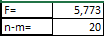 F= 5,773
n-m= 20